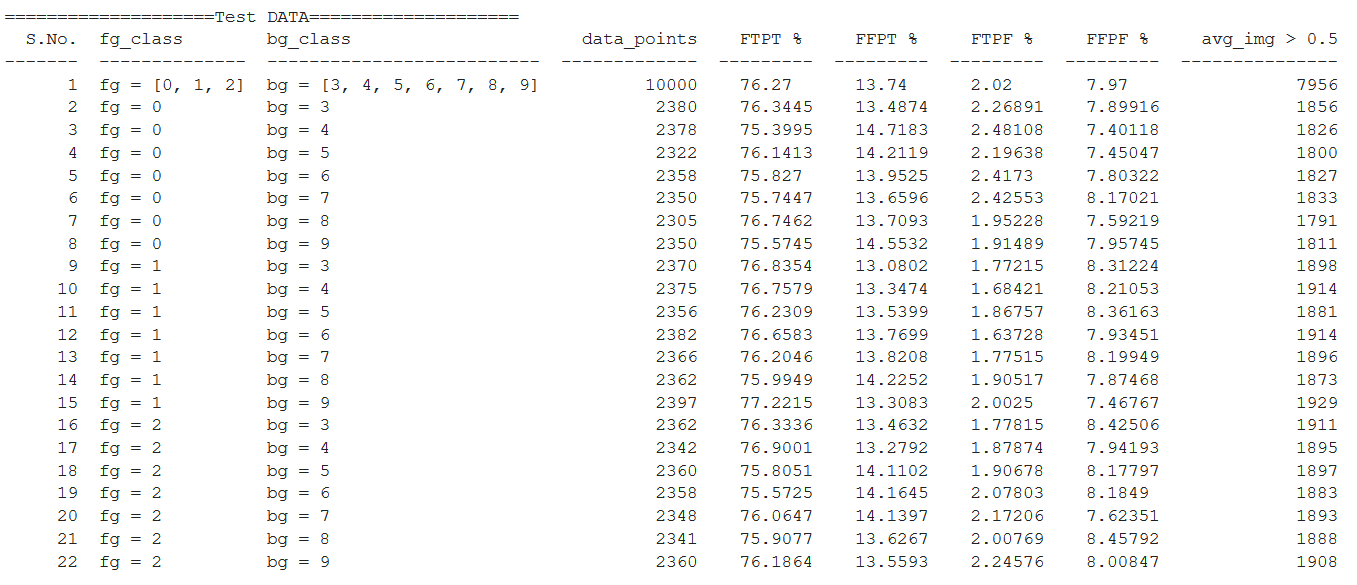 ====================Test DATA====================
S.No. fg_class bg_class data_points FTPT % FFPT % FTPF % FFPF % avg_img > 0.5
------- -------------- -------------------------- ------------- --------- --------- --------- --------- ---------------
1 fg = [0, 1, 2] bg = [3, 4, 5, 6, 7, 8, 9] 10000 76.27 13.74 2.02 7.97 7956
2 fg = 0 bg = 3 2380 76.3445 13.4874 2.26891 7.89916 1856
3 fg = 0 bg = 4 2378 75.3995 14.7183 2.48108 7.40118 1826
4 fg = 0 bg = 5 2322 76.1413 14.2119 2.19638 7.45047 1800
5 fg = 0 bg = 6 2358 75.827 13.9525 2.4173 7.80322 1827
6 fg = 0 bg = 7 2350 75.7447 13.6596 2.42553 8.17021 1833
7 fg = 0 bg = 8 2305 76.7462 13.7093 1.95228 7.59219 1791
8 fg = 0 bg = 9 2350 75.5745 14.5532 1.91489 7.95745 1811
9 fg = 1 bg = 3 2370 76.8354 13.0802 1.77215 8.31224 1898
10 fg = 1 bg = 4 2375 76.7579 13.3474 1.68421 8.21053 1914
11 fg = 1 bg = 5 2356 76.2309 13.5399 1.86757 8.36163 1881
12 fg = 1 bg = 6 2382 76.6583 13.7699 1.63728 7.93451 1914
13 fg = 1 bg = 7 2366 76.2046 13.8208 1.77515 8.19949 1896
14 fg = 1 bg = 8 2362 75.9949 14.2252 1.90517 7.87468 1873
15 fg = 1 bg = 9 2397 77.2215 13.3083 2.0025 7.46767 1929
16 fg = 2 bg = 3 2362 76.3336 13.4632 1.77815 8.42506 1911
17 fg = 2 bg = 4 2342 76.9001 13.2792 1.87874 7.94193 1895
18 fg = 2 bg = 5 2360 75.8051 14.1102 1.90678 8.17797 1897
19 fg = 2 bg = 6 2358 75.5725 14.1645 2.07803 8.1849 1883
20 fg = 2 bg = 7 2348 76.0647 14.1397 2.17206 7.62351 1893
21 fg = 2 bg = 8 2341 75.9077 13.6267 2.00769 8.45792 1888
22 fg = 2 bg = 9 2360 76.1864 13.5593 2.24576 8.00847 1908